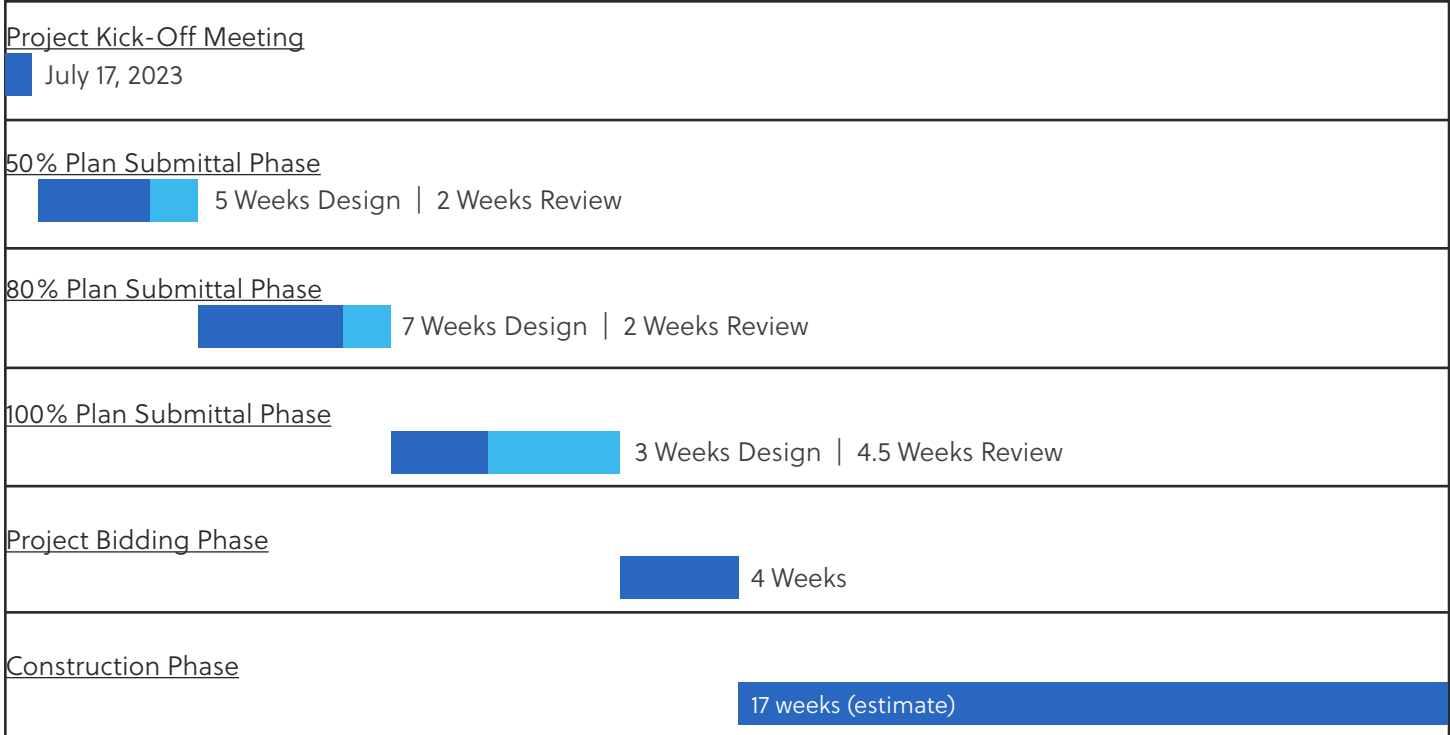 Project Kick-Off Meeting
July 17, 2023
50% Plan Submittal Phase
5 Weeks Design | 2 Weeks Review
80% Plan Submittal Phase
7 Weeks Design | 2 Weeks Review
100% Plan Submittal Phase
3 Weeks Design | 4.5 Weeks Review
Project Bidding Phase
4 Weeks
Construction Phase
17 weeks (estimate)